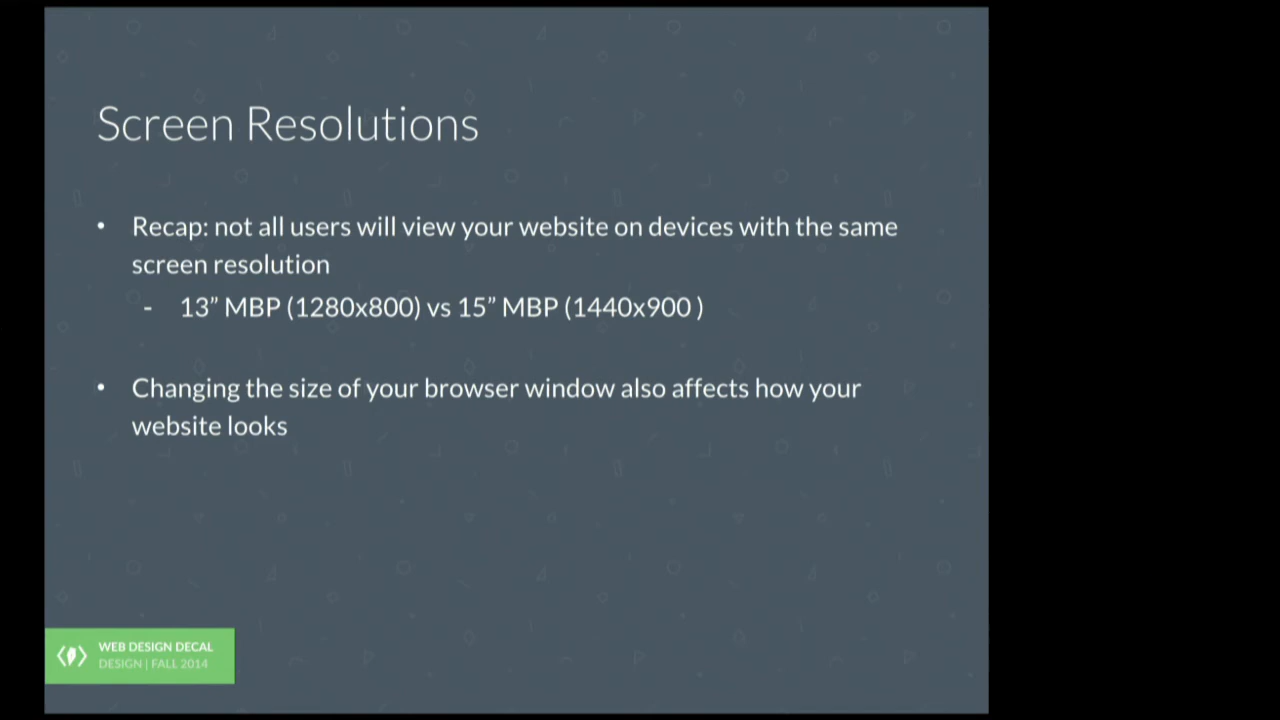 Screen Resolutions
• Recap: not all users will view your website on devices with the same
screen resolution
- 13” MBP (1280x800) vs 15” MBP (1440x900 )
• Changing the size of your browser window also affects how your
website looks
WEB DESIGN DECAL
DESIGN | FALL 2014